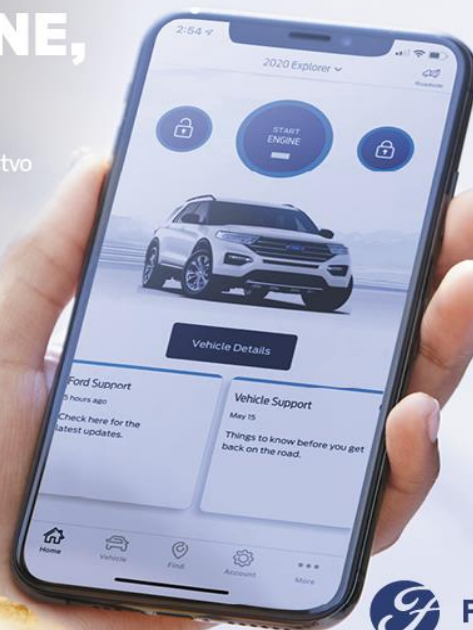 NE,
tvo
2:54
2020 Explorer
Roadside
START
ENGINE
Vehicle Details
Ford Support
5 hours ago
Check here for the
latest updates.
Vehicle Support
May 15
Things to know before you get
back on the road.
Home
Vehicle
Find
Account
More
F